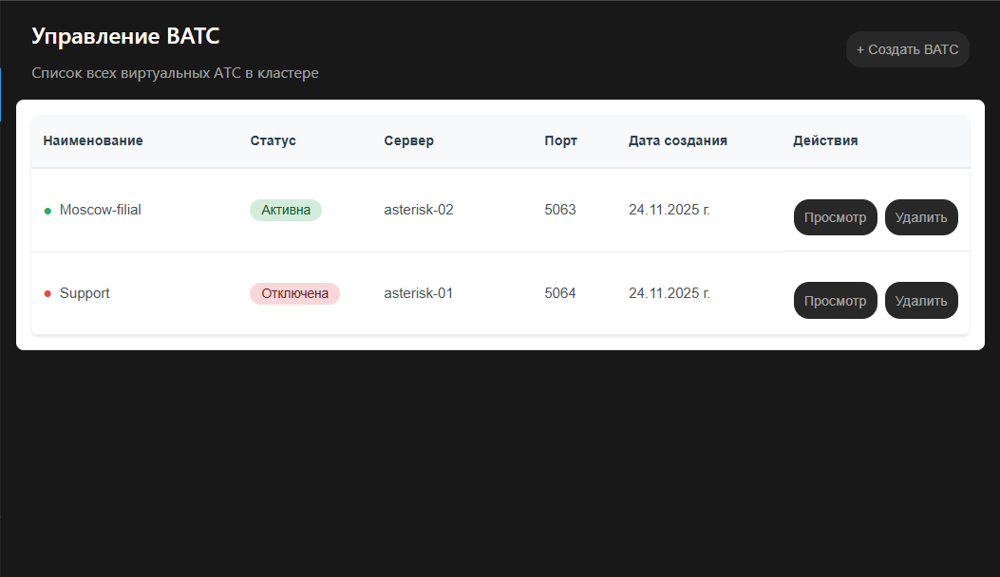 Управление ВАТС
Список всех виртуальных АТС в кластере
+ Создать ВАТС
Наименование Статус Сервер Порт Дата создания Действия
Moscow-filial Активна asterisk-02 5063 24.11.2025 г. Просмотр Удалить
Support Отключена asterisk-01 5064 24.11.2025 г. Просмотр Удалить